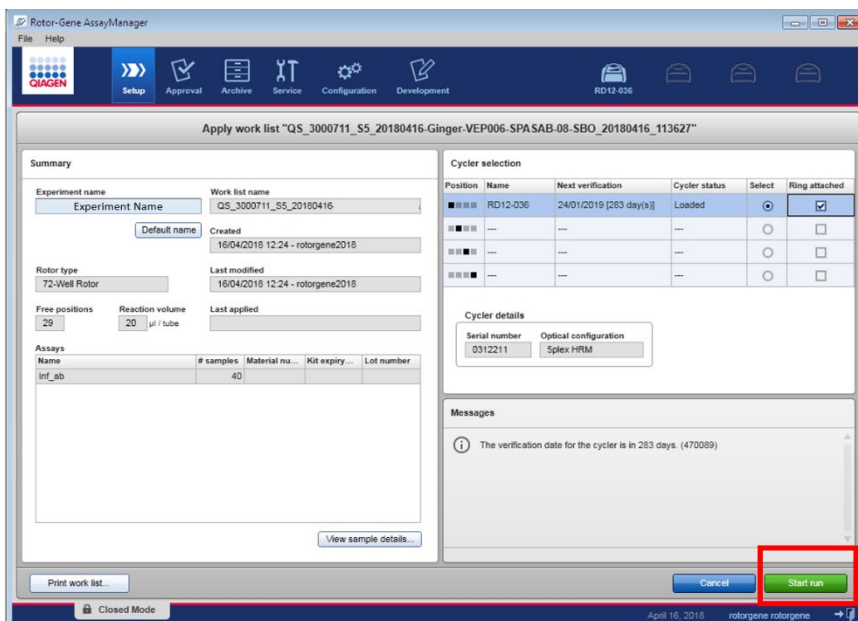 Rotor-Gene AssayManager
File Help
QIAGEN
Setup Approval Archive Service Configuration Development RD12-036
Apply work list "QS_3000711_S5_20180416-Ginger-VEP006-SPASAB-08-SBO_20180416_113627"
Summary
Experiment name Work list name
Experiment Name QS_3000711_S5_20180416-
Default name Created
16/04/2018 12:24 - rotorgene2018
Rotor type Last modified
72-Well Rotor 16/04/2018 12:24 - rotorgene2018
Free positions Reaction volume Last applied
29 20 µl / tube
Assays
Name # samples Material nu... Kit expiry... Lot number
Inf_ab 40
View sample details...
Cycler selection
Position Name Next verification Cycler status Select Ring attached
RD12-036 24/01/2019 [283 day(s)] Loaded
--- --- ---
--- --- ---
--- --- ---
Cycler details
Serial number Optical configuration
0312211 5plex HRM
Messages
The verification date for the cycler is in 283 days. (470089)
Print work list... Cancel Start run
Closed Mode April 16, 2018 rotorgene rotorgene